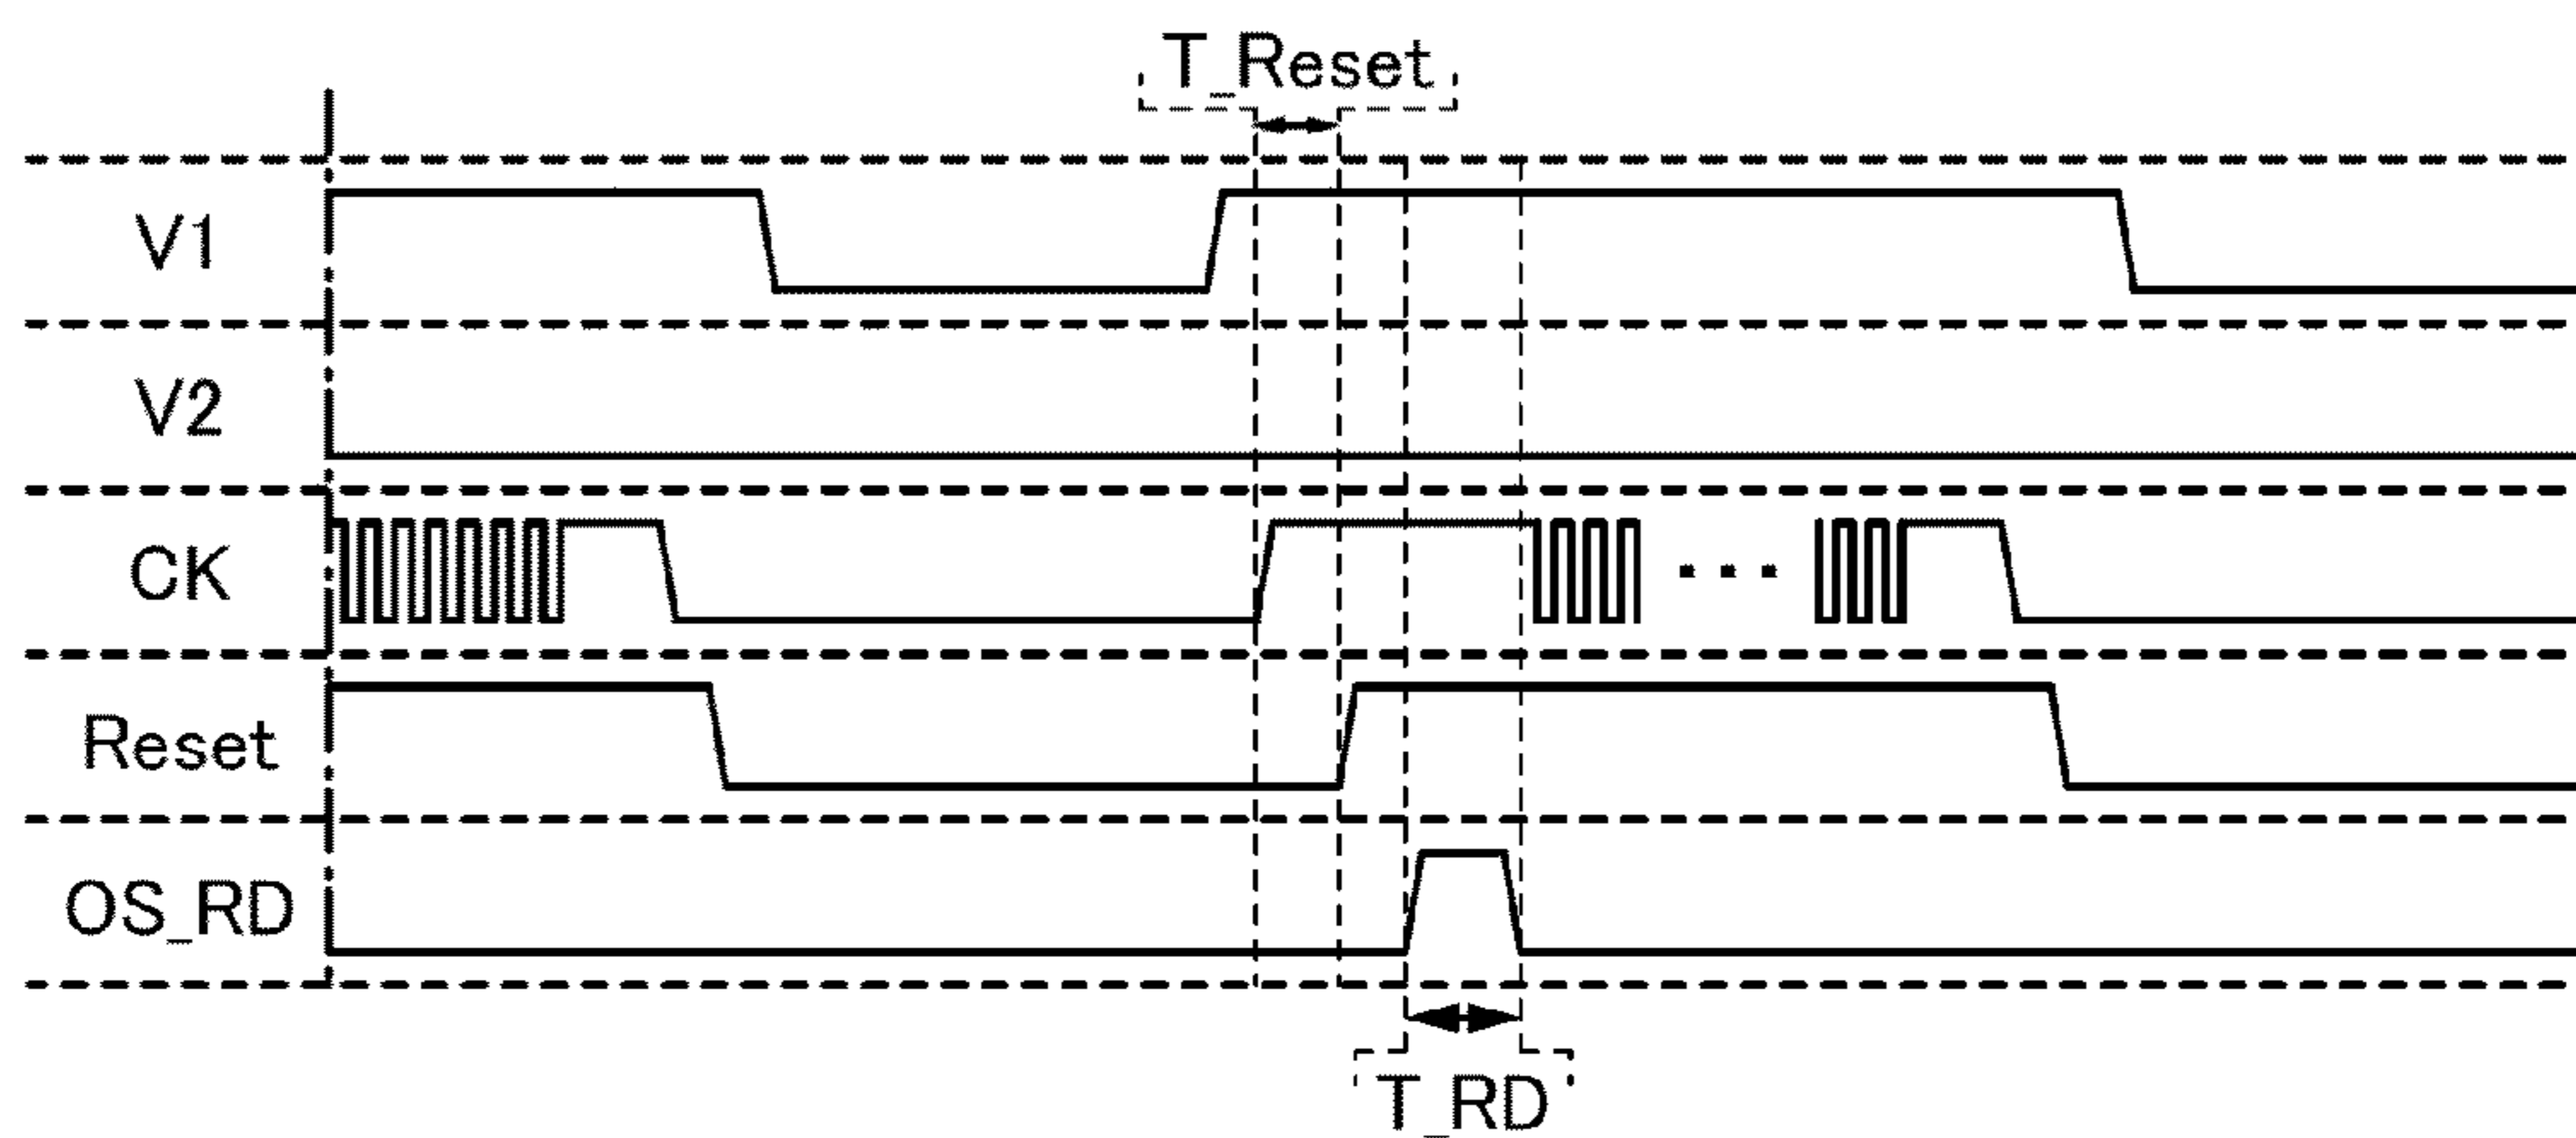 T_Reset
V1
V2
CK
Reset
OS_RD
T_RD